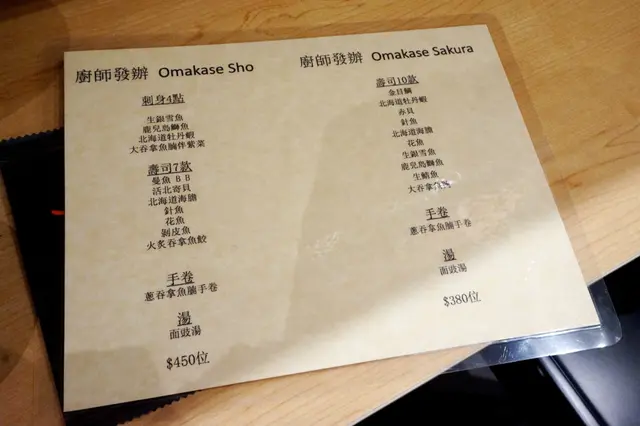 廚師發辦 Omakase Sho
刺身4點
生銀雪魚
鹿兒島鰤魚
北海道牡丹蝦
大吞拿魚腩伴紫菜
壽司7款
曼魚 B B
活北寄貝
北海道海膽
針魚
花魚
剝皮魚
火炙吞拿魚鮫
手卷
蔥吞拿魚腩手卷
湯
面豉湯
$450位
廚師發辦 Omakase Sakura
壽司10款
金目鯛
北海道牡丹蝦
赤貝
針魚
北海道海膽
花魚
生銀雪魚
鹿兒島鰤魚
生鯖魚
大吞拿魚腩
手卷
蔥吞拿魚腩手卷
湯
面豉湯
$380位